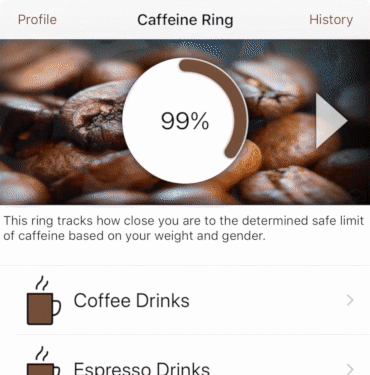 Profile Caffeine Ring History
99%
This ring tracks how close you are to the determined safe limit
of caffeine based on your weight and gender.
Coffee Drinks
Espresso Drinks